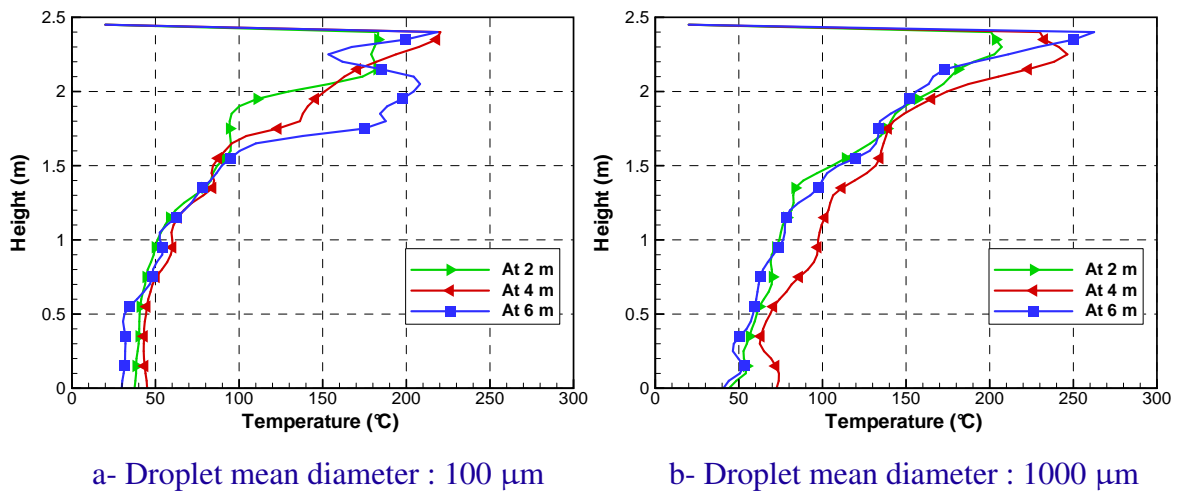 2.5
2
1.5
1
0.5
0
Height (m)
0 50 100 150 200 250 300
Temperature (°C)
At 2 m
At 4 m
At 6 m
a- Droplet mean diameter : 100 μm
2.5
2
1.5
1
0.5
0
Height (m)
0 50 100 150 200 250 300
Temperature (°C)
At 2 m
At 4 m
At 6 m
b- Droplet mean diameter : 1000 μm